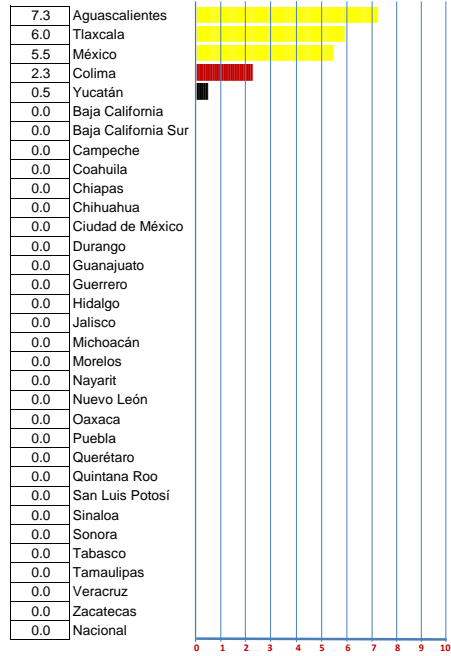 7.3 Aguascalientes
6.0 Tlaxcala
5.5 México
2.3 Colima
0.5 Yucatán
0.0 Baja California
0.0 Baja California Sur
0.0 Campeche
0.0 Coahuila
0.0 Chiapas
0.0 Chihuahua
0.0 Ciudad de México
0.0 Durango
0.0 Guanajuato
0.0 Guerrero
0.0 Hidalgo
0.0 Jalisco
0.0 Michoacán
0.0 Morelos
0.0 Nayarit
0.0 Nuevo León
0.0 Oaxaca
0.0 Puebla
0.0 Querétaro
0.0 Quintana Roo
0.0 San Luis Potosí
0.0 Sinaloa
0.0 Sonora
0.0 Tabasco
0.0 Tamaulipas
0.0 Veracruz
0.0 Zacatecas
0.0 Nacional
0 1 2 3 4 5 6 7 8 9 10